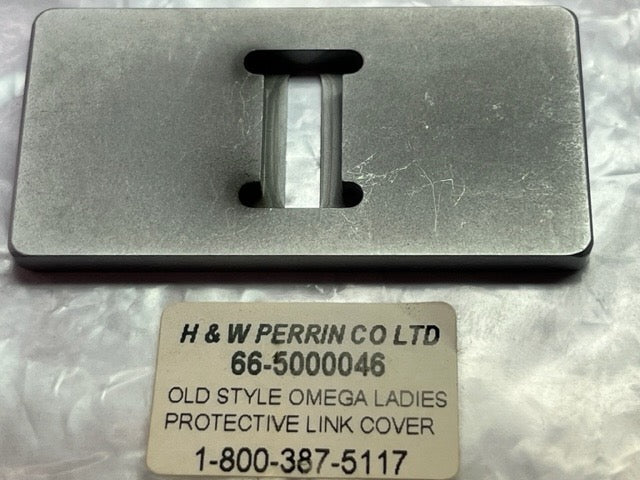 H & W PERRIN CO LTD
66-5000046
OLD STYLE OMEGA LADIES
PROTECTIVE LINK COVER
1-800-387-5117